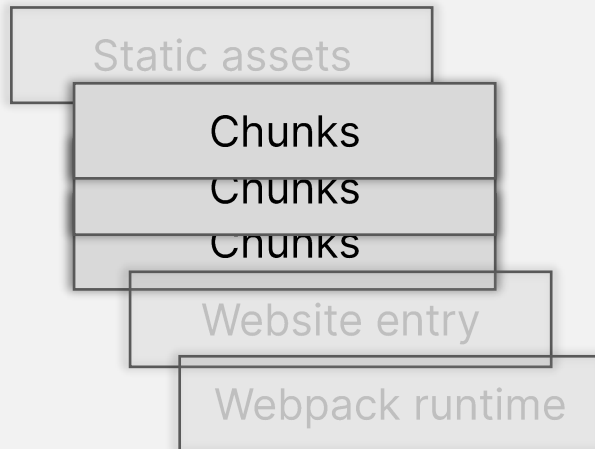 Static assets
Chunks
Chunks
Chunks
Website entry
Webpack runtime